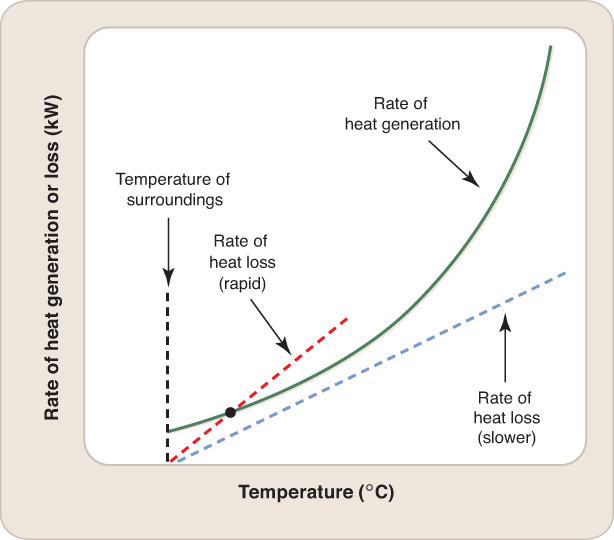 Rate of heat generation or loss (kW)
Rate of
heat generation
Temperature of
surroundings
Rate of
heat loss
(rapid)
Rate of
heat loss
(slower)
Temperature (°C)